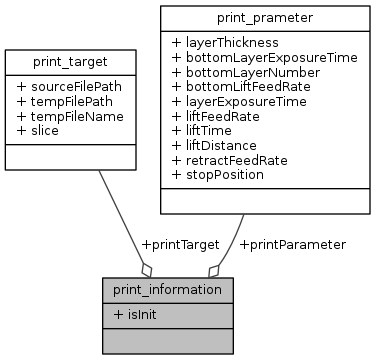 print_target
+ sourceFilePath
+ tempFilePath
+ tempFileName
+ slice
print_prameter
+ layerThickness
+ bottomLayerExposureTime
+ bottomLayerNumber
+ bottomLiftFeedRate
+ layerExposureTime
+ liftFeedRate
+ liftTime
+ liftDistance
+ retractFeedRate
+ stopPosition
+printTarget
+printParameter
print_information
+ isInit